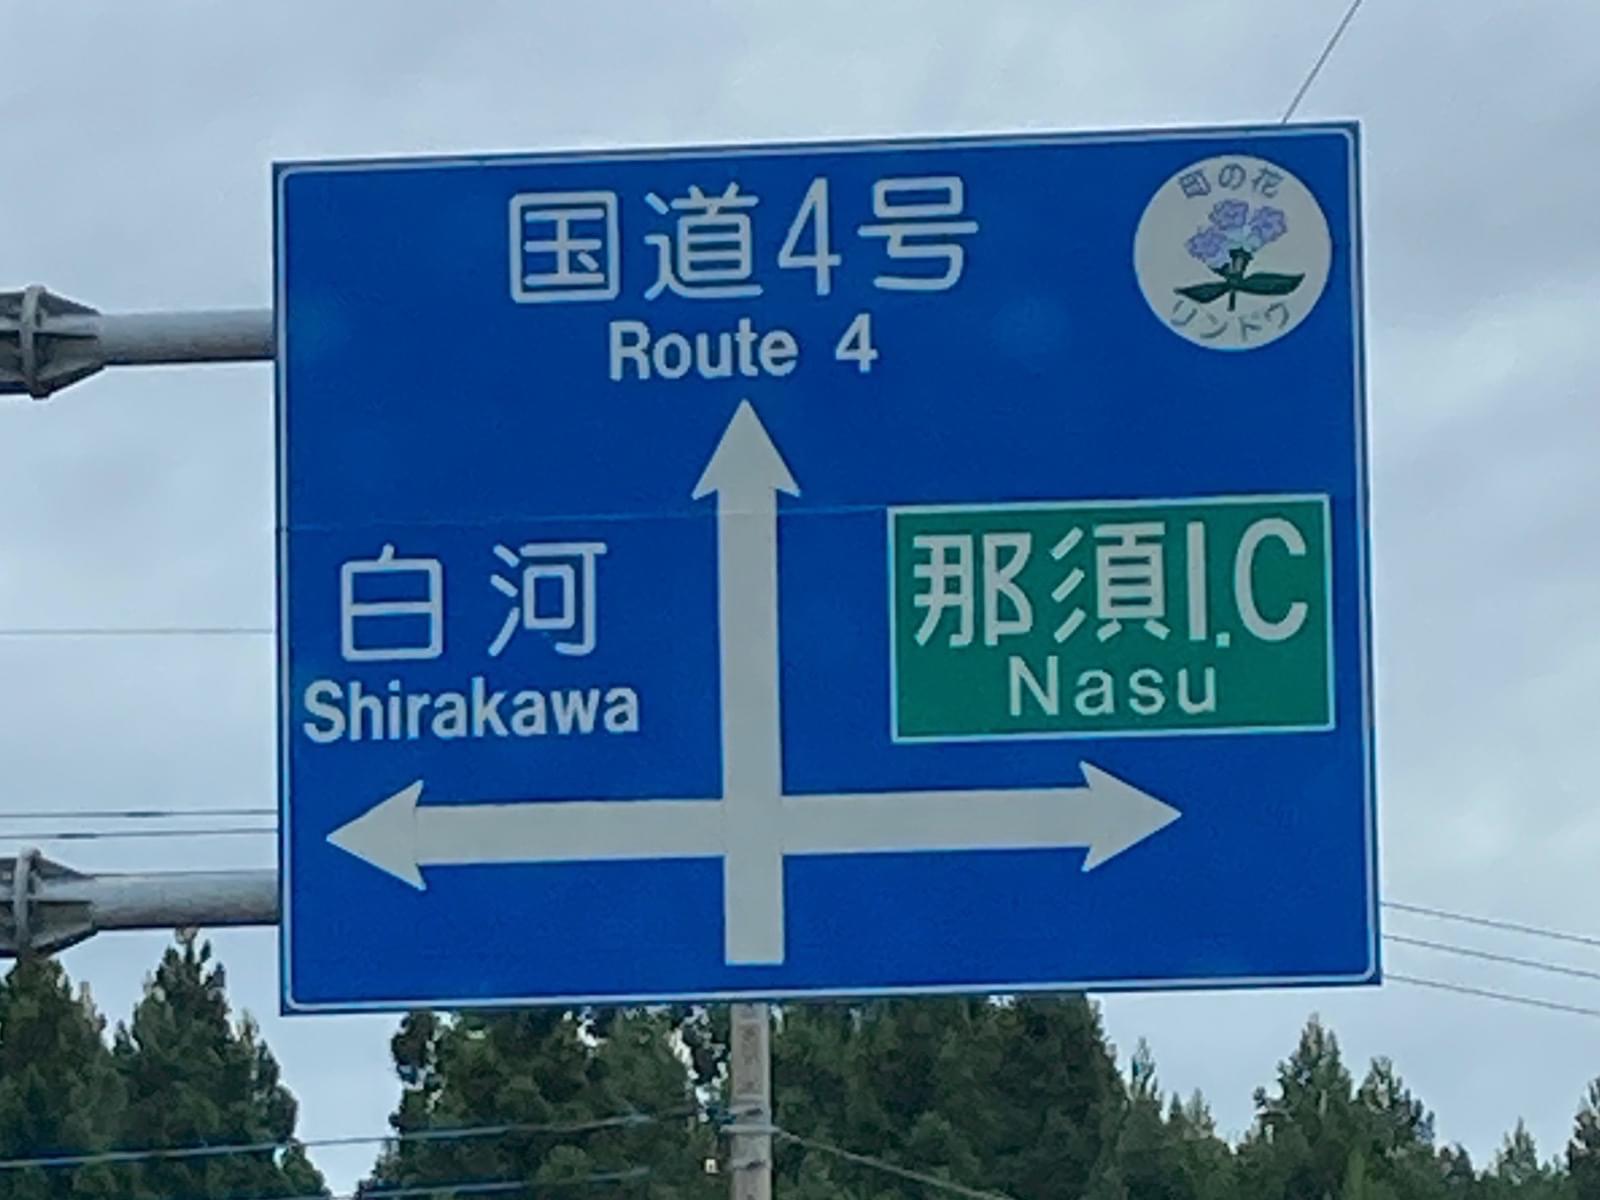 国道4号
Route 4
町の花
リンドウ
白河
Shirakawa
那須I.C
Nasu